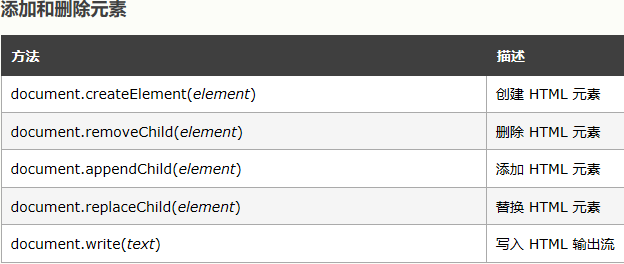 添加和删除元素
方法 描述
document.createElement(element) 创建 HTML 元素
document.removeChild(element) 删除 HTML 元素
document.appendChild(element) 添加 HTML 元素
document.replaceChild(element) 替换 HTML 元素
document.write(text) 写入 HTML 输出流